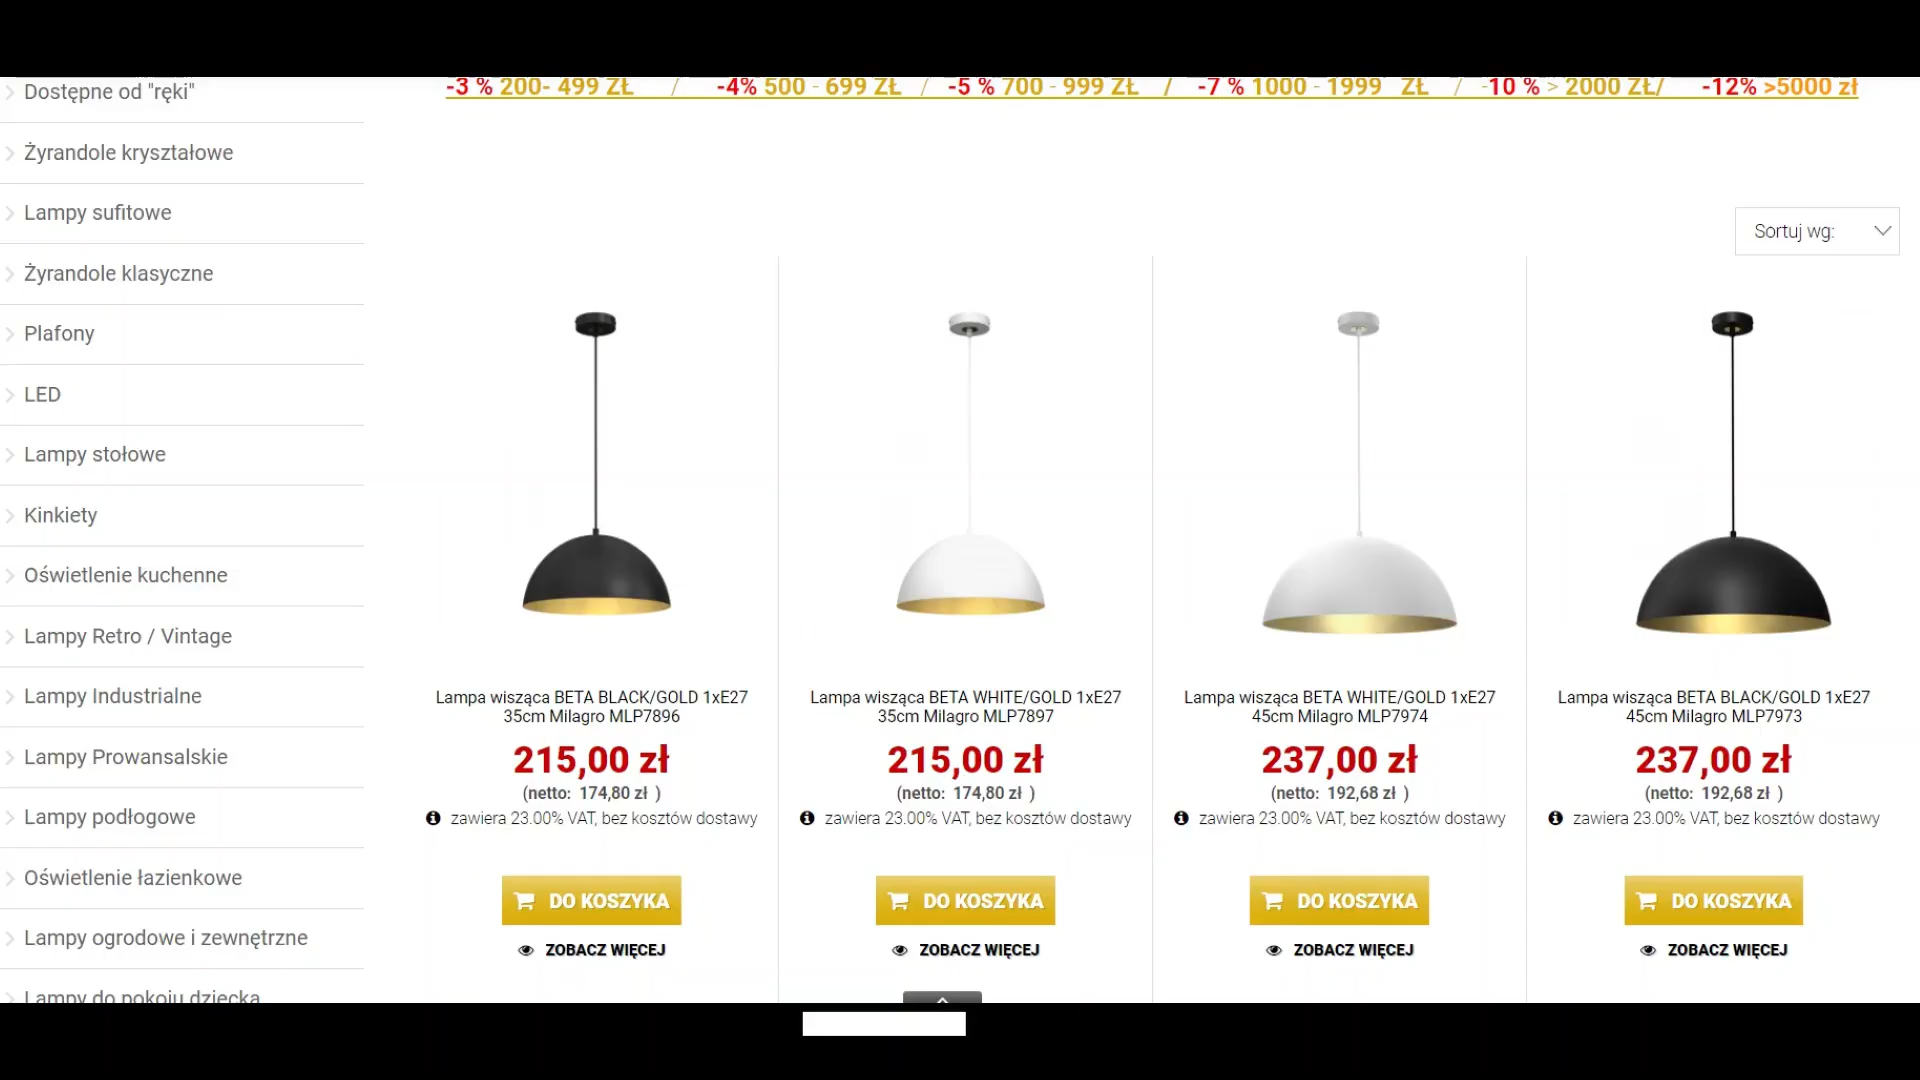 -3 % 200- 499 ZŁ / -4% 500 - 699 ZŁ / -5 % 700 - 999 ZŁ / -7 % 1000 - 1999 ZŁ / -10 % > 2000 ZŁ/ -12% >5000 zł
Dostępne od "ręki"
Żyrandole kryształowe
Lampy sufitowe
Żyrandole klasyczne
Plafony
LED
Lampy stołowe
Kinkiety
Oświetlenie kuchenne
Lampy Retro / Vintage
Lampy Industrialne
Lampy Prowansalskie
Lampy podłogowe
Oświetlenie łazienkowe
Lampy ogrodowe i zewnętrzne
Lampy do pokoju dziecka
Sortuj wg:
Lampa wisząca BETA BLACK/GOLD 1xE27
35cm Milagro MLP7896
215,00 zł
(netto: 174,80 zł )
zawiera 23.00% VAT, bez kosztów dostawy
DO KOSZYKA
ZOBACZ WIĘCEJ
Lampa wisząca BETA WHITE/GOLD 1xE27
35cm Milagro MLP7897
215,00 zł
(netto: 174,80 zł )
zawiera 23.00% VAT, bez kosztów dostawy
DO KOSZYKA
ZOBACZ WIĘCEJ
Lampa wisząca BETA WHITE/GOLD 1xE27
45cm Milagro MLP7974
237,00 zł
(netto: 192,68 zł )
zawiera 23.00% VAT, bez kosztów dostawy
DO KOSZYKA
ZOBACZ WIĘCEJ
Lampa wisząca BETA BLACK/GOLD 1xE27
45cm Milagro MLP7973
237,00 zł
(netto: 192,68 zł )
zawiera 23.00% VAT, bez kosztów dostawy
DO KOSZYKA
ZOBACZ WIĘCEJ